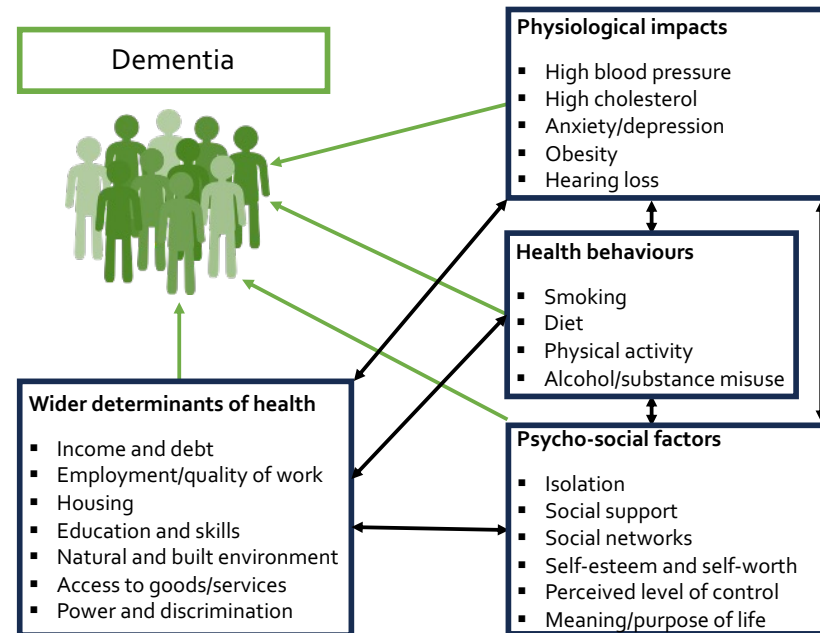 Dementia
Physiological impacts
▪ High blood pressure
▪ High cholesterol
▪ Anxiety/depression
▪ Obesity
▪ Hearing loss
Health behaviours
▪ Smoking
▪ Diet
▪ Physical activity
▪ Alcohol/substance misuse
Wider determinants of health
▪ Income and debt
▪ Employment/quality of work
▪ Housing
▪ Education and skills
▪ Natural and built environment
▪ Access to goods/services
▪ Power and discrimination
Psycho-social factors
▪ Isolation
▪ Social support
▪ Social networks
▪ Self-esteem and self-worth
▪ Perceived level of control
▪ Meaning/purpose of life